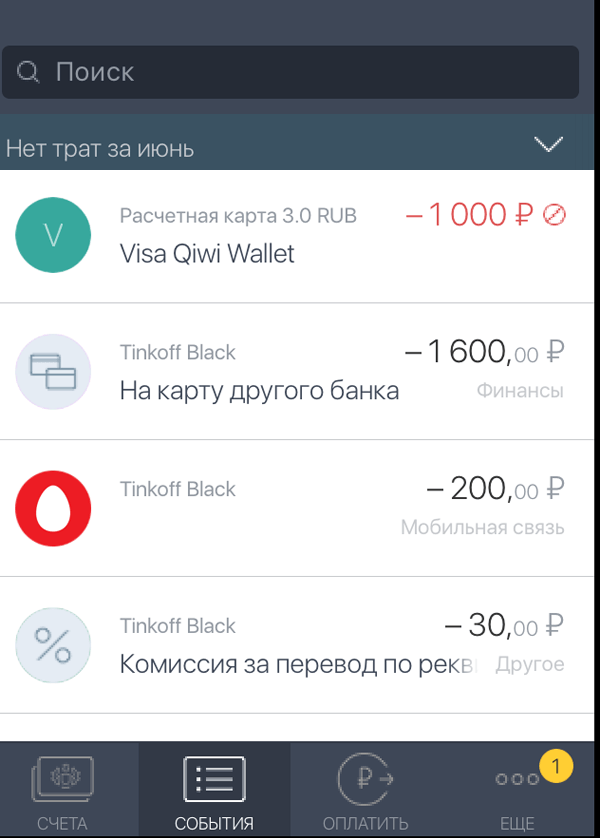 Поиск
Нет трат за июнь
V
Расчетная карта 3.0 RUB
–1 000 ₽
Visa Qiwi Wallet
Tinkoff Black
–1 600,00 ₽
На карту другого банка
Финансы
Tinkoff Black
–200,00 ₽
Мобильная связь
%
Tinkoff Black
–30,00 ₽
Комиссия за перевод по рекв
Другое
₽
1
СЧЕТА
СОБЫТИЯ
ОПЛАТИТЬ
ЕЩЕ